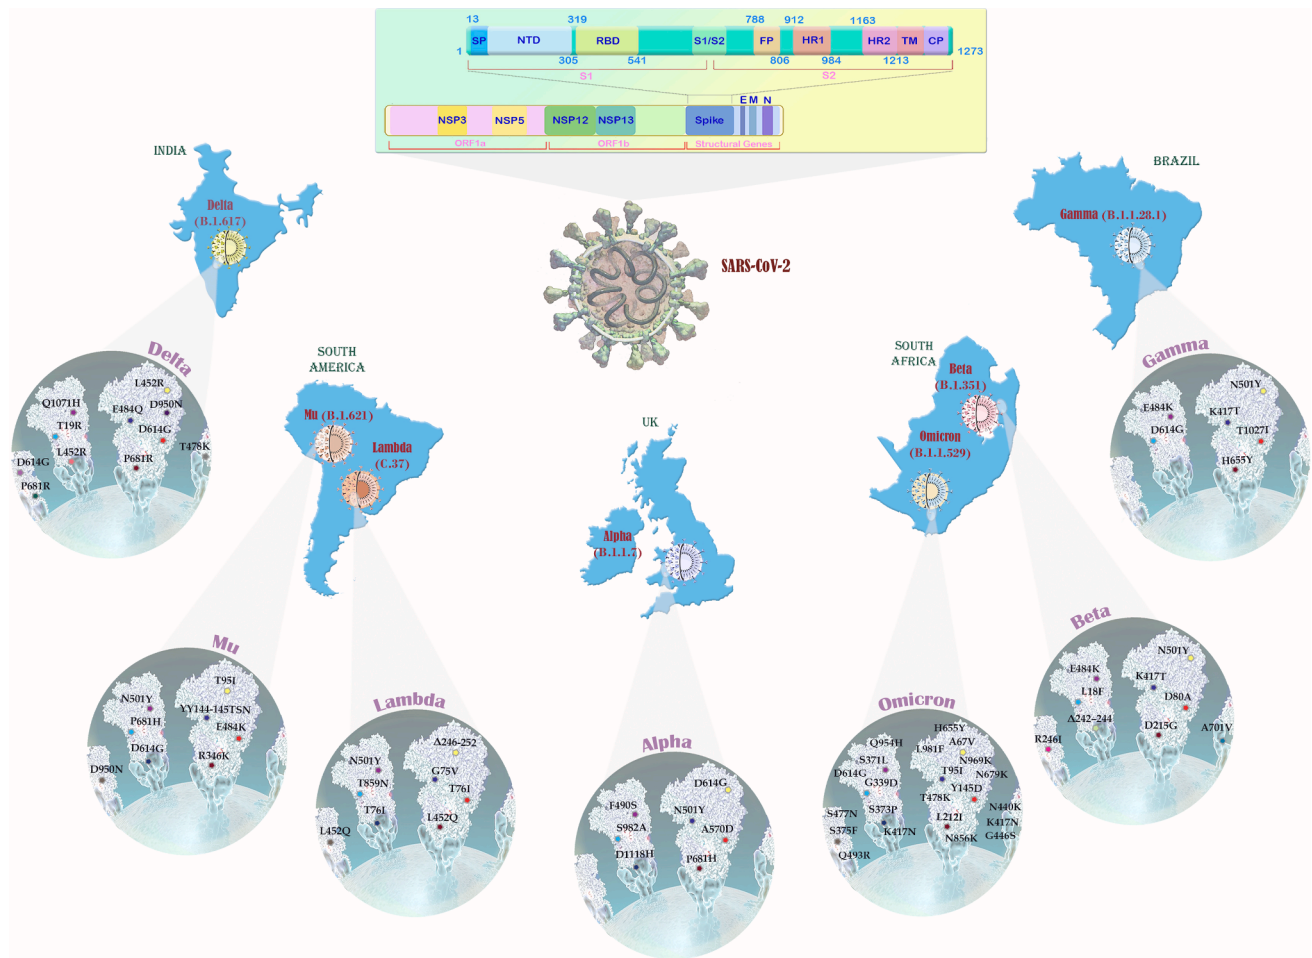 13
319
788
912
1163
SP
NTD
RBD
S1/S2
FP
HR1
HR2
TM
CP
1
305
541
806
984
1213
1273
S1
S2
E M N
NSP3
NSP5
NSP12
NSP13
Spike
ORF1a
ORF1b
Structural Genes
INDIA
Delta
(B.1.617)
BRAZIL
Gamma (B.1.1.28.1)
SARS-CoV-2
SOUTH
AMERICA
Mu (B.1.621)
Lambda
(C.37)
UK
Alpha
(B.1.1.7)
SOUTH
AFRICA
Beta
(B.1.351)
Omicron
(B.1.1.529)
Delta
L452R
Q1071H
E484Q
D950N
T19R
D614G
T478K
L452R
D614G
P681R
P681R
Gamma
N501Y
E484K
K417T
D614G
T1027I
H655Y
Mu
T95I
N501Y
YY144-145TSN
P681H
E484K
D614G
R346K
D950N
Lambda
Δ246-252
N501Y
G75V
T859N
T76I
T76I
L452Q
L452Q
Alpha
D614G
F490S
N501Y
S982A
A570D
D1118H
P681H
Omicron
H655Y
Q954H
A67V
L981F
S371L
N969K
D614G
T95I
N679K
G339D
Y145D
T478K
S477N
S373P
N440K
L212I
K417N
S375F
K417N
G446S
N856K
Q493R
Beta
N501Y
E484K
K417T
L18F
D80A
Δ242-244
D215G
A701V
R246I